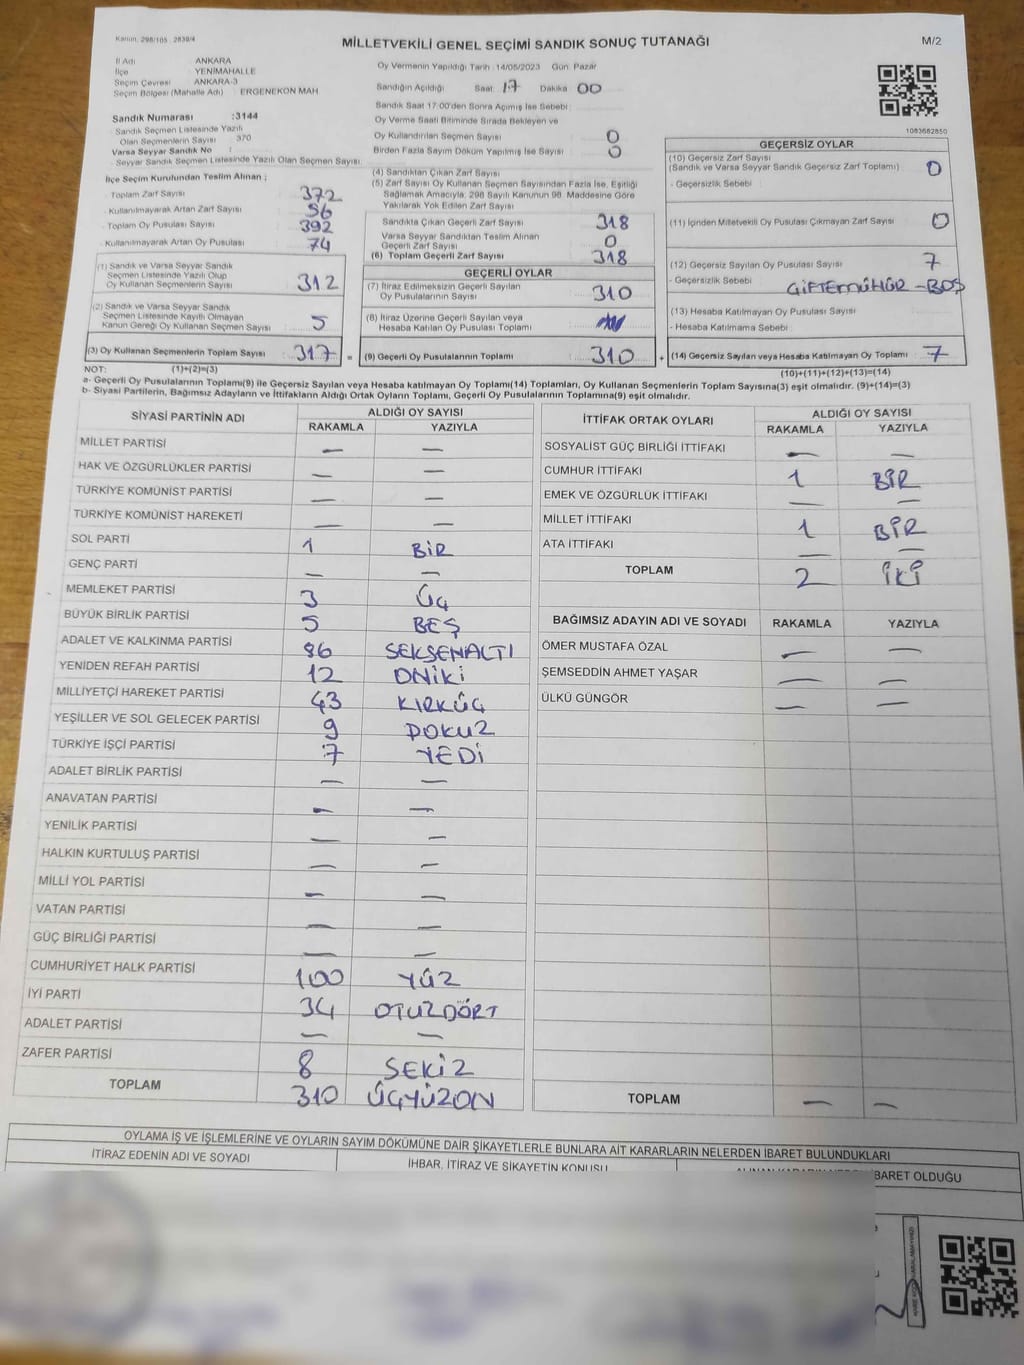 Kanun, 298/105 . 2839/4
MİLLETVEKİLİ GENEL SEÇİMİ SANDIK SONUÇ TUTANAĞI
M/2
İl Adı ANKARA
İlçe YENİMAHALLE
Seçim Çevresi ANKARA-3
Seçim Bölgesi (Mahalle Adı) : ERGENEKON MAH
Sandık Numarası :3144
Sandık Seçmen Listesinde Yazılı
Olan Seçmenlerin Sayısı 370
Varsa Seyyar Sandık No :
Seyyar Sandık Seçmen Listesinde Yazılı Olan Seçmen Sayısı
İlçe Seçim Kurulundan Teslim Alınan ;
Toplam Zarf Sayısı 372
Kullanılmayarak Artan Zarf Sayısı 56
Toplam Oy Pusulası Sayısı 392
Kullanılmayarak Artan Oy Pusulası 74
(1) Sandık ve Varsa Seyyar Sandık
Seçmen Listesinde Yazılı Olup
Oy Kullanan Seçmenlerin Sayısı 312
(2) Sandık ve Varsa Seyyar Sandık
Seçmen Listesinde Kayıtlı Olmayan
Kanun Gereği Oy Kullanan Seçmen Sayısı 5
(3) Oy Kullanan Seçmenlerin Toplam Sayısı : 317 =
Oy Vermenin Yapıldığı Tarih : 14/05/2023 Gün: Pazar
Sandığın Açıldığı Saat 17 Dakika 00
Sandık Saat 17:00'den Sonra Açımış İse Sebebi
Oy Verme Saati Bitiminde Sırada Bekleyen ve
Oy Kullandırılan Seçmen Sayısı 0
Birden Fazla Sayım Döküm Yapılmış İse Sayısı 0
(4) Sandıktan Çıkan Zarf Sayısı
(5) Zarf Sayısı Oy Kullanan Seçmen Sayısından Fazla İse, Eşitliği
Sağlamak Amacıyla, 298 Sayılı Kanunun 98. Maddesine Göre
Yakılarak Yok Edilen Zarf Sayısı
Sandıkta Çıkan Geçerli Zarf Sayısı 318
Varsa Seyyar Sandıktan Teslim Alınan
Geçerli Zarf Sayısı 0
(6) Toplam Geçerli Zarf Sayısı 318
GEÇERLİ OYLAR
(7) İtiraz Edilmeksizin Geçerli Sayılan
Oy Pusulasının Sayısı : 310
(8) İtiraz Üzerine Geçerli Sayılan veya
Hesaba Katılan Oy Pusulası Toplamı
(9) Geçerli Oy Pusulalarının Toplamı : 310 +
1083682850
GEÇERSİZ OYLAR
(10) Geçersiz Zarf Sayısı
(Sandık ve Varsa Seyyar Sandık Geçersiz Zarf Toplamı) 0
- Geçersizlik Sebebi :
(11) İçinden Milletvekili Oy Pusulası Çıkmayan Zarf Sayısı 0
(12) Geçersiz Sayılan Oy Pusulası Sayısı : 7
- Geçersizlik Sebebi ÇİFTEMÜHÜR-BOŞ
(13) Hesaba Katılmayan Oy Pusulası Sayısı :
- Hesaba Katılmama Sebebi
(14) Geçersiz Sayılan veya Hesaba Katılmayan Oy Toplamı : 7
NOT: (1)+(2)=(3) (10)+(11)+(12)+(13)=(14)
a- Geçerli Oy Pusulalarının Toplamı(9) ile Geçersiz Sayılan veya Hesaba katılmayan Oy Toplamı(14) Toplamları, Oy Kullanan Seçmenlerin Toplam Sayısına(3) eşit olmalıdır. (9)+(14)=(3)
b- Siyasi Partilerin, Bağımsız Adayların ve İttifakların Aldığı Ortak Oyların Toplamı, Geçerli Oy Pusulalarının Toplamına(9) eşit olmalıdır.
SİYASİ PARTİNİN ADI ALDIĞI OY SAYISI
RAKAMLA YAZIYLA
MİLLET PARTİSİ — —
HAK VE ÖZGÜRLÜKLER PARTİSİ — —
TÜRKİYE KOMÜNİST PARTİSİ — —
TÜRKİYE KOMÜNİST HAREKETİ — —
SOL PARTİ 1 BİR
GENÇ PARTİ — —
MEMLEKET PARTİSİ 3 ÜÇ
BÜYÜK BİRLİK PARTİSİ 5 BEŞ
ADALET VE KALKINMA PARTİSİ 86 SEKSENALTI
YENİDEN REFAH PARTİSİ 12 ONİKİ
MİLLİYETÇİ HAREKET PARTİSİ 43 KIRKÜÇ
YEŞİLLER VE SOL GELECEK PARTİSİ 9 DOKUZ
TÜRKİYE İŞÇİ PARTİSİ 7 YEDİ
ADALET BİRLİK PARTİSİ — —
ANAVATAN PARTİSİ — —
YENİLİK PARTİSİ — —
HALKIN KURTULUŞ PARTİSİ — —
MİLLİ YOL PARTİSİ — —
VATAN PARTİSİ — —
GÜÇ BİRLİĞİ PARTİSİ — —
CUMHURİYET HALK PARTİSİ 100 YÜZ
İYİ PARTİ 34 OTUZDÖRT
ADALET PARTİSİ — —
ZAFER PARTİSİ 8 SEKİZ
TOPLAM 310 ÜÇYÜZON
İTTİFAK ORTAK OYLARI ALDIĞI OY SAYISI
RAKAMLA YAZIYLA
SOSYALİST GÜÇ BİRLİĞİ İTTİFAKI — —
CUMHUR İTTİFAKI 1 BİR
EMEK VE ÖZGÜRLÜK İTTİFAKI — —
MİLLET İTTİFAKI 1 BİR
ATA İTTİFAKI — —
TOPLAM 2 İKİ
BAĞIMSIZ ADAYIN ADI VE SOYADI RAKAMLA YAZIYLA
ÖMER MUSTAFA ÖZAL — —
ŞEMSEDDİN AHMET YAŞAR — —
ÜLKÜ GÜNGÖR — —
TOPLAM — —
OYLAMA İŞ VE İŞLEMLERİNE VE OYLARIN SAYIM DÖKÜMÜNE DAİR ŞİKAYETLERLE BUNLARA AİT KARARLARIN NELERDEN İBARET BULUNDUKLARI
İTİRAZ EDENİN ADI VE SOYADI İHBAR, İTİRAZ VE ŞİKAYETİN KONUSU İBARET OLDUĞU